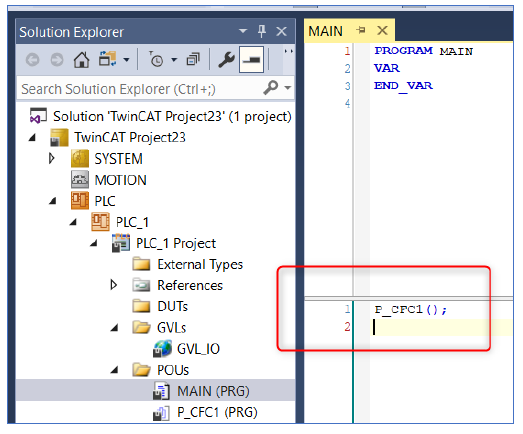 Solution Explorer
Search Solution Explorer (Ctrl+;)
Solution 'TwinCAT Project23' (1 project)
TwinCAT Project23
SYSTEM
MOTION
PLC
PLC_1
PLC_1 Project
External Types
References
DUTs
GVLs
GVL_IO
POUs
MAIN (PRG)
P_CFC1 (PRG)
MAIN
1 PROGRAM MAIN
2 VAR
3 END_VAR
4
1 P_CFC1();
2